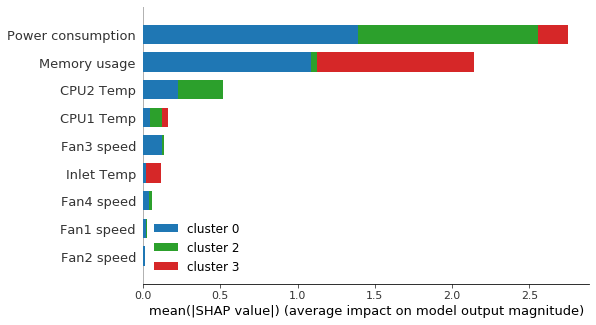 Power consumption
Memory usage
CPU2 Temp
CPU1 Temp
Fan3 speed
Inlet Temp
Fan4 speed
Fan1 speed
Fan2 speed
cluster 0
cluster 2
cluster 3
0.0 0.5 1.0 1.5 2.0 2.5
mean(|SHAP value|) (average impact on model output magnitude)